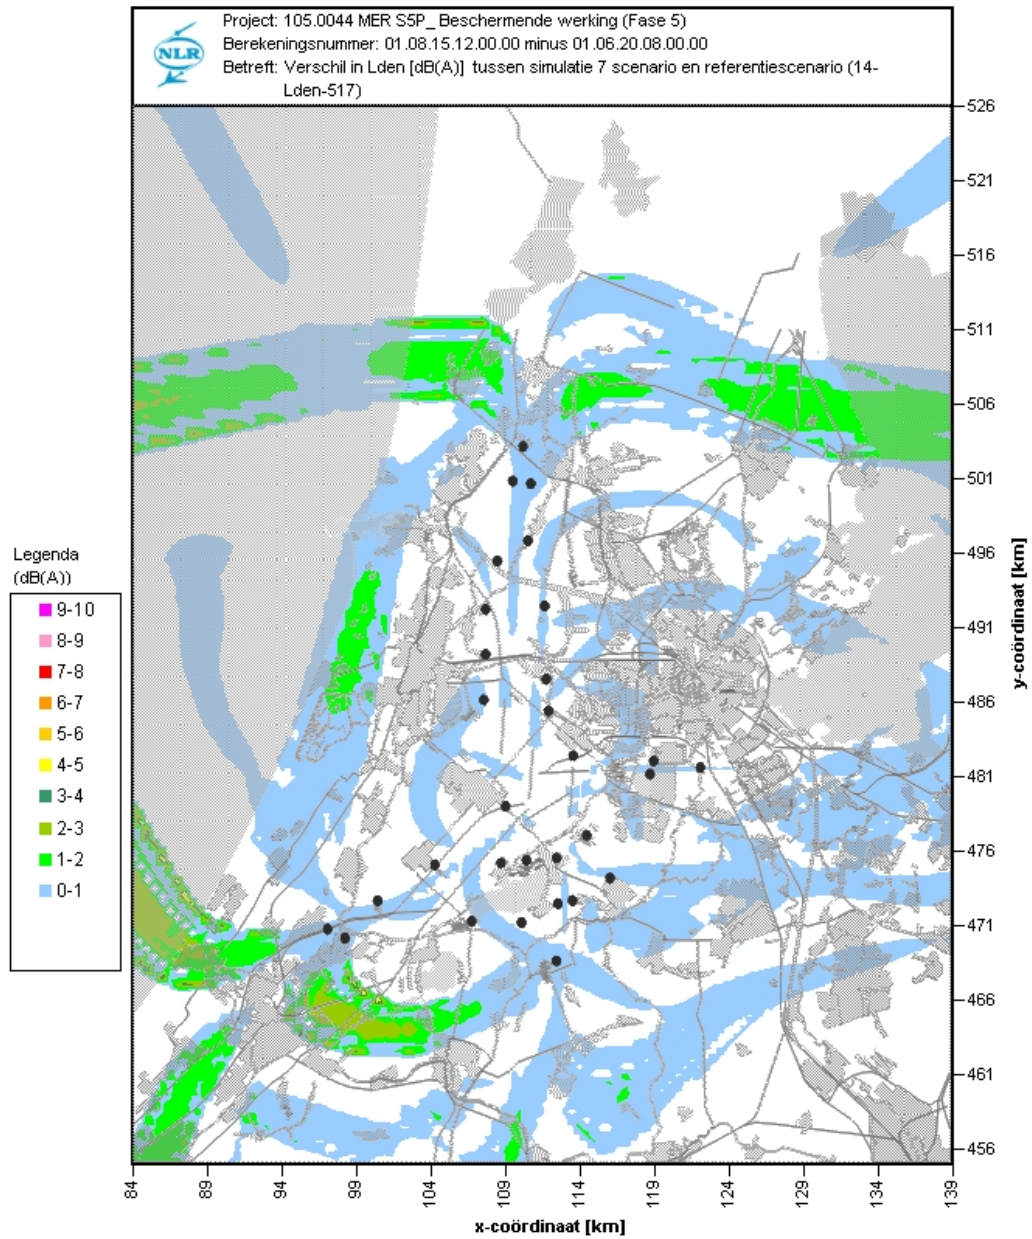 NLR
Project: 105.0044 MER S5P_ Beschermende werking (Fase 5)
Berekeningsnummer: 01.08.15.12.00.00 minus 01.06.20.08.00.00
Betreft: Verschil in Lden [dB(A)] tussen simulatie 7 scenario en referentiescenario (14-
Lden-517)
526
521
516
511
506
501
496
491
486
481
476
471
466
461
456
y-coördinaat [km]
Legenda
(dB(A))
9-10
8-9
7-8
6-7
5-6
4-5
3-4
2-3
1-2
0-1
84 89 94 99 104 109 114 119 124 129 134 139
x-coördinaat [km]